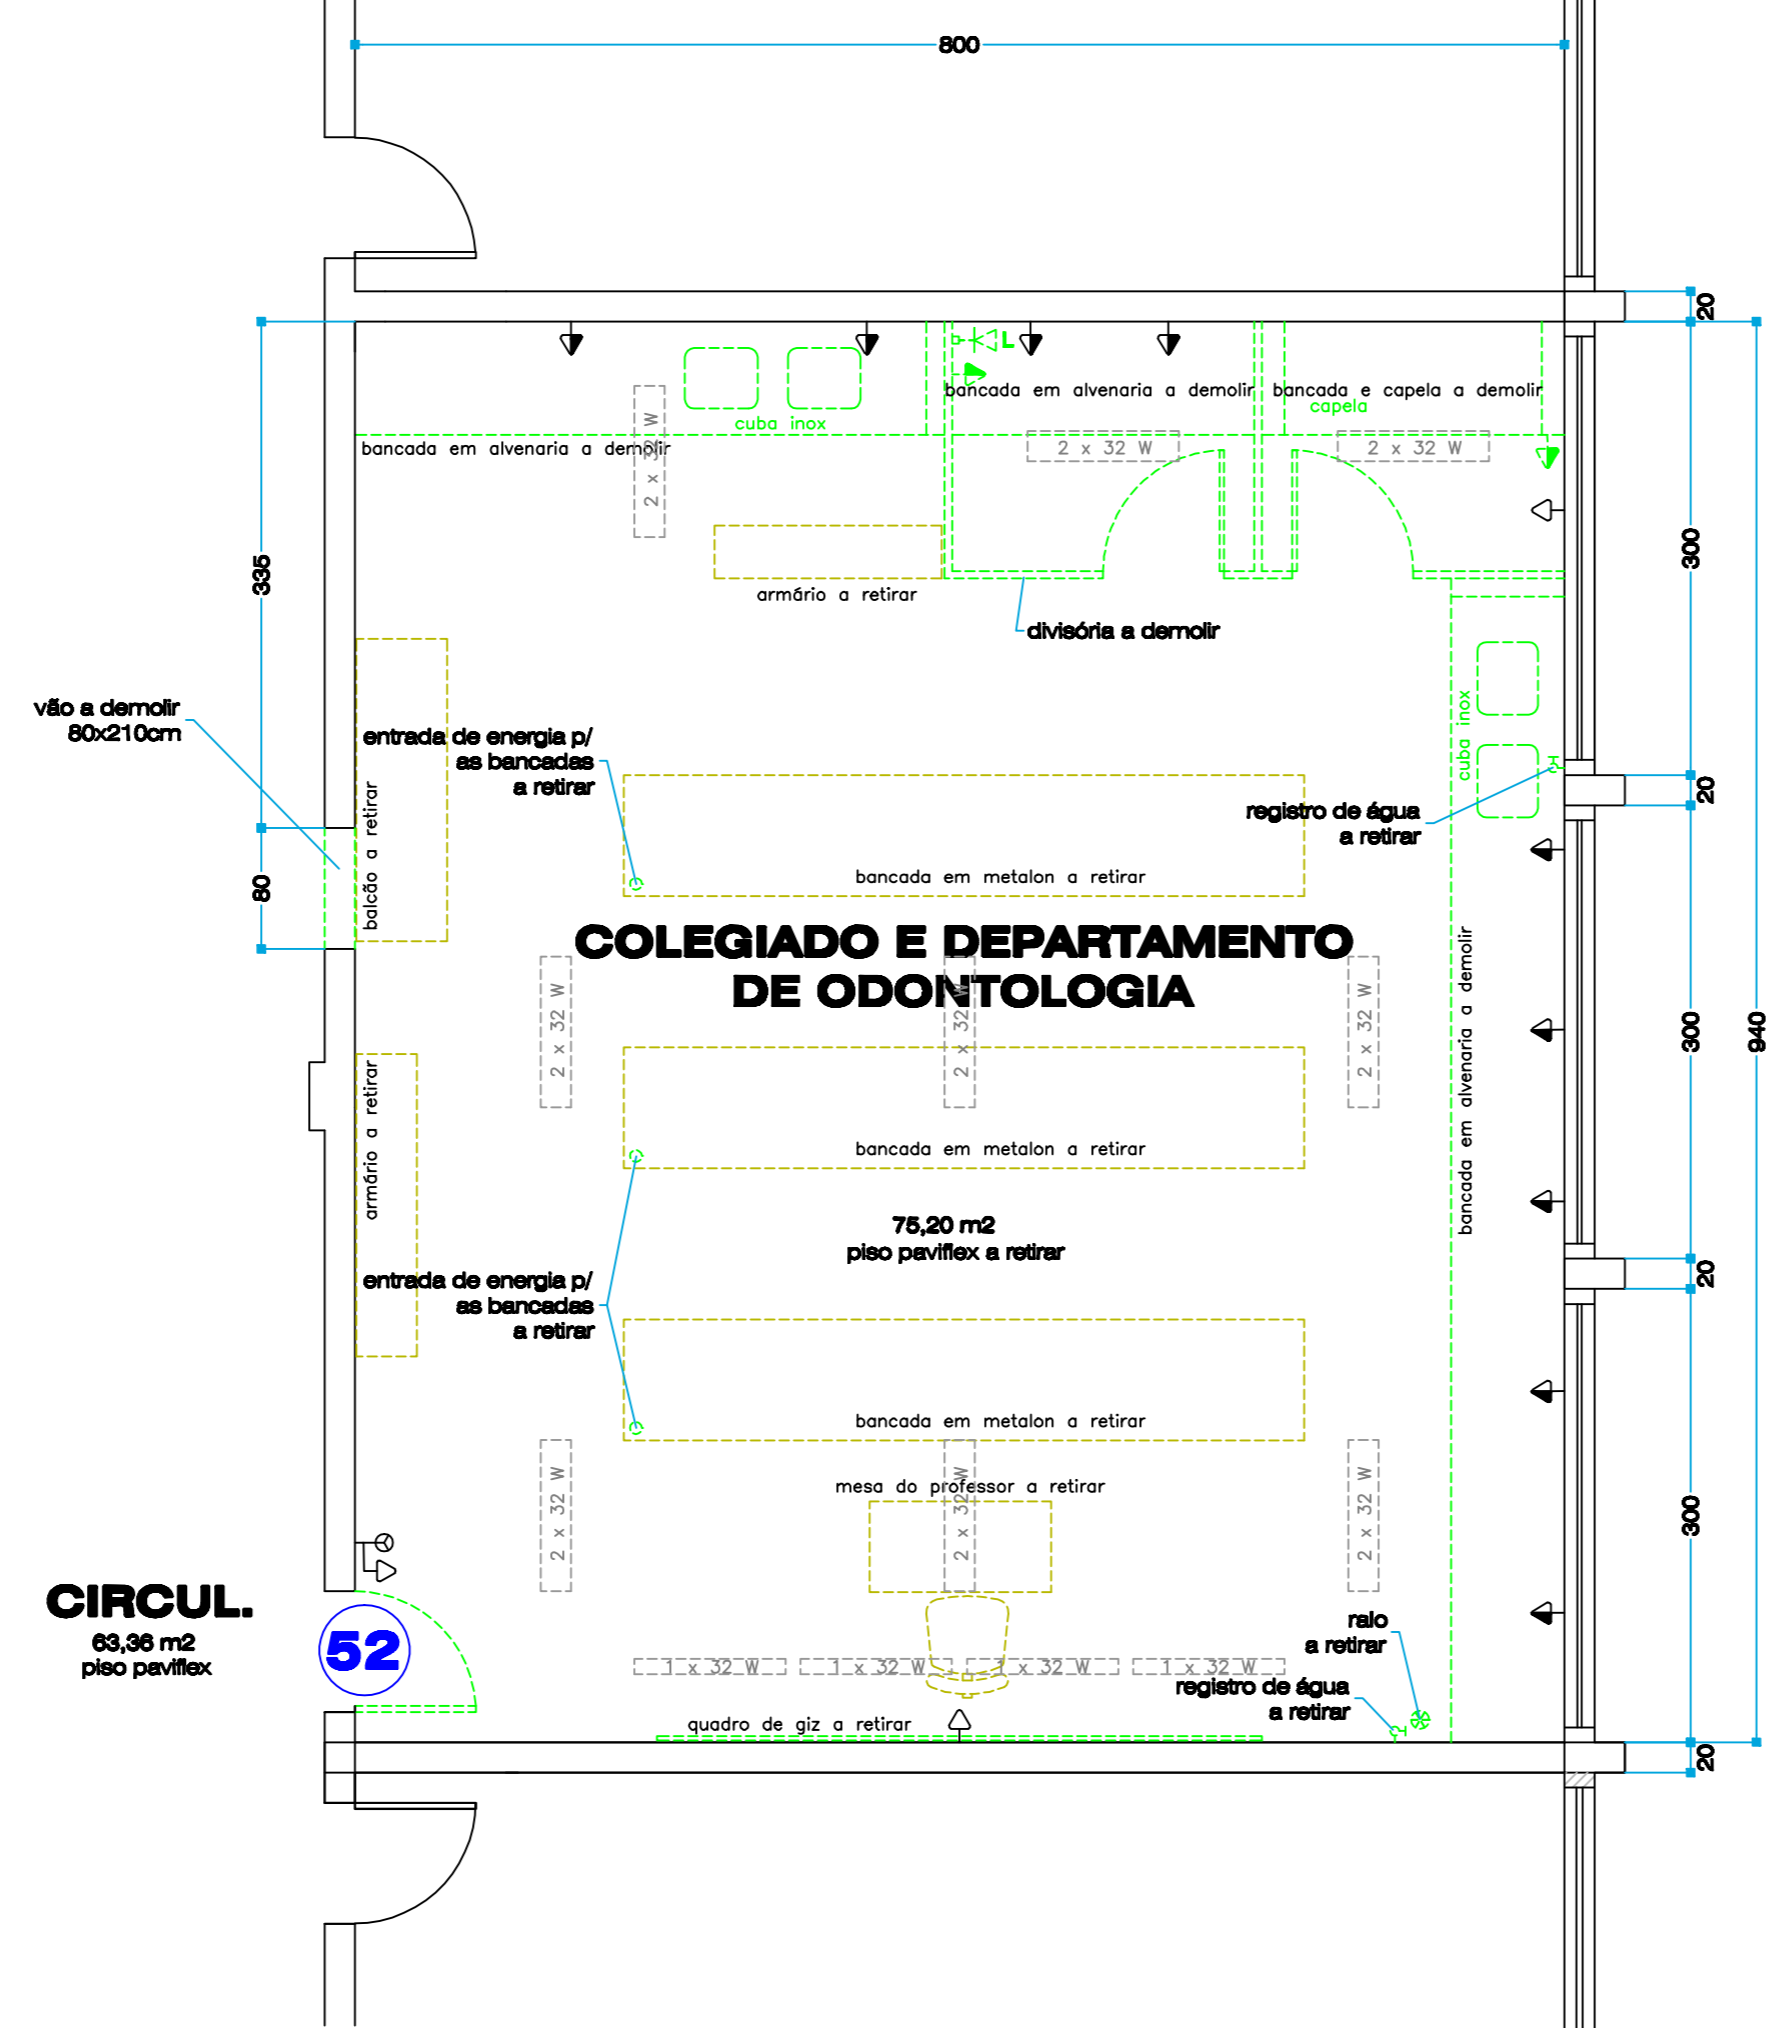 800
20
bancada em alvenaria a demolir
bancada e capela a demolir
L
capela
cuba inox
bancada em alvenaria a demolir
2 x 32 W
2 x 32 W
2 x 32 W
300
335
armário a retirar
divisória a demolir
vão a demolir
80x210cm
entrada de energia p/
as bancadas
a retirar
cuba inox
20
registro de água
a retirar
balcão a retirar
80
bancada em metalon a retirar
COLEGIADO E DEPARTAMENTO
DE ODONTOLOGIA
2 x 32 W
2 x 32 W
2 x 32 W
bancada em alvenaria a demolir
300
940
armário a retirar
bancada em metalon a retirar
75,20 m2
piso paviflex a retirar
entrada de energia p/
as bancadas
a retirar
20
bancada em metalon a retirar
mesa do professor a retirar
2 x 32 W
2 x 32 W
2 x 32 W
300
CIRCUL.
63,36 m2
piso paviflex
52
ralo
a retirar
1 x 32 W
1 x 32 W
1 x 32 W
1 x 32 W
registro de água
a retirar
quadro de giz a retirar
20